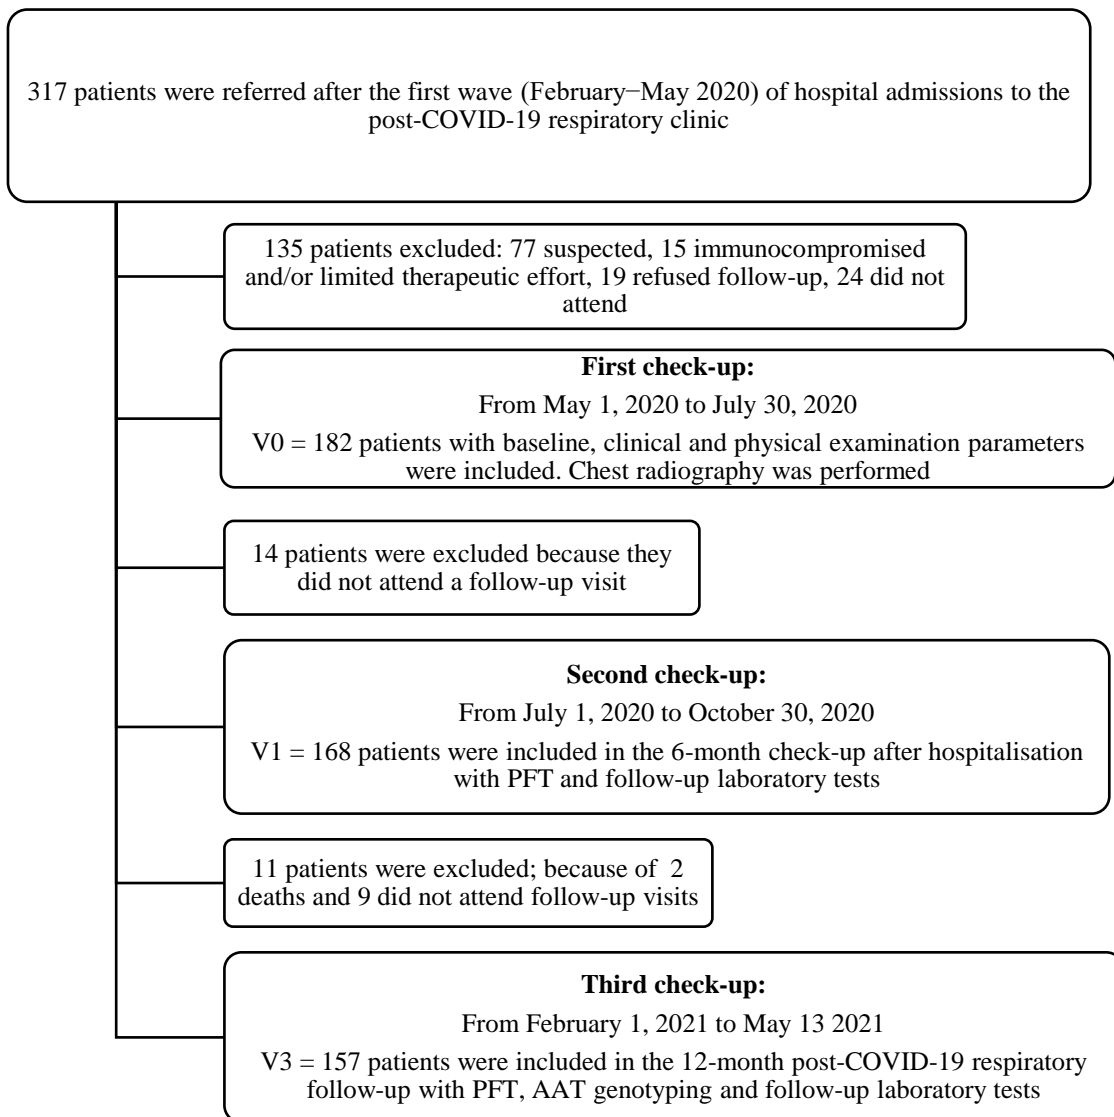 317 patients were referred after the first wave (February−May 2020) of hospital admissions to the
post-COVID-19 respiratory clinic
135 patients excluded: 77 suspected, 15 immunocompromised
and/or limited therapeutic effort, 19 refused follow-up, 24 did not
attend
First check-up:
From May 1, 2020 to July 30, 2020
V0 = 182 patients with baseline, clinical and physical examination parameters
were included. Chest radiography was performed
14 patients were excluded because they
did not attend a follow-up visit
Second check-up:
From July 1, 2020 to October 30, 2020
V1 = 168 patients were included in the 6-month check-up after hospitalisation
with PFT and follow-up laboratory tests
11 patients were excluded; because of  2
deaths and 9 did not attend follow-up visits
Third check-up:
From February 1, 2021 to May 13 2021
V3 = 157 patients were included in the 12-month post-COVID-19 respiratory
follow-up with PFT, AAT genotyping and follow-up laboratory tests